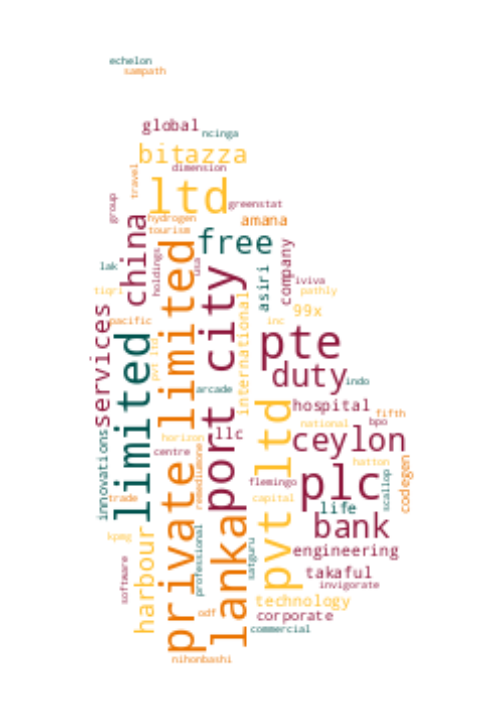 echelon
sampath
global
ncinga
bitazza
dimension
travel
ltd
greenstat
group
hydrogen
amana
tourism
china
free
company
holdings
usa
lak
asiri
iviva
tiqri
pathly
services
pacific
private limited
port city
international
99x
inc
limited
pvt ltd
pte
duty
indo
arcade
hospital
fifth
llc
national
bpo
innovations
horizon
ceylon
centre
remediumone
hatton
flemingo
plc
scallop
codegen
trade
capital
pvt ltd
life
lanka
bank
harbour
kpmg
professional
satguru
engineering
software
takaful
invigorate
technology
odf
corporate
commercial
nihonbashi